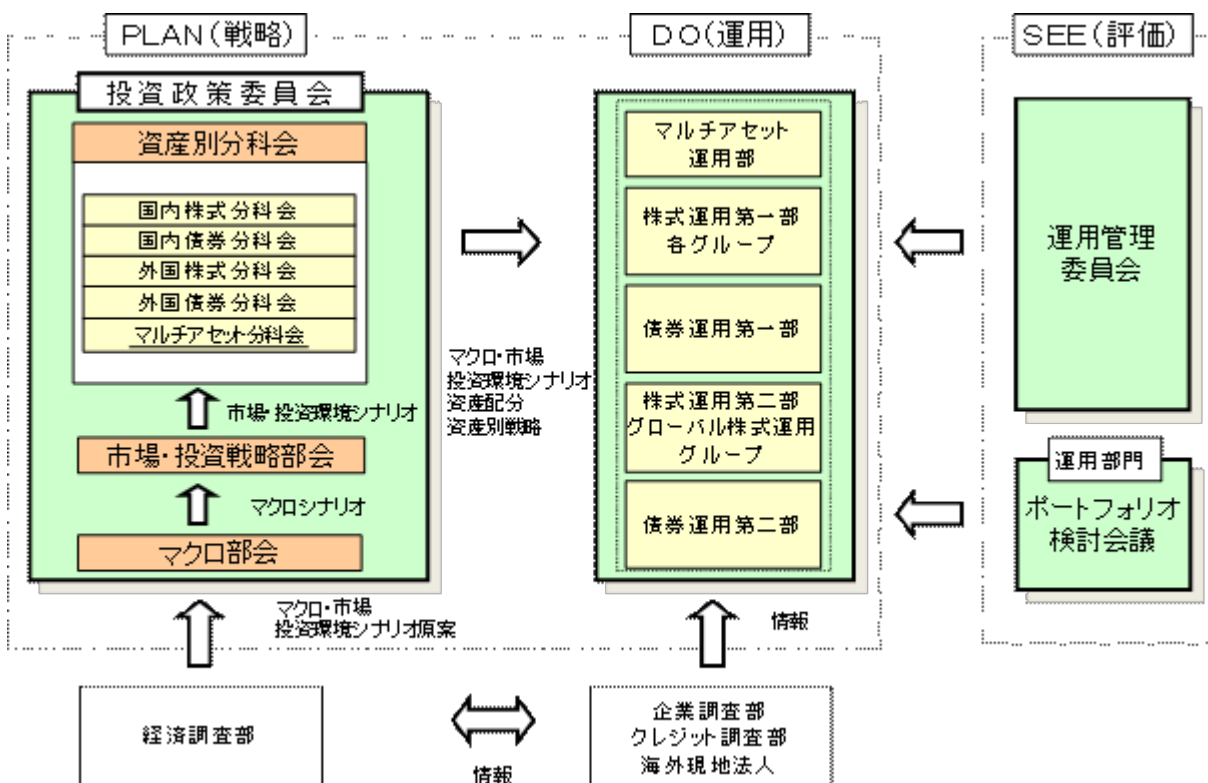 PLAN(戦略)
投資政策委員会
資産別分科会
国内株式分科会
国内債券分科会
外国株式分科会
外国債券分科会
マルチアセット分科会
市場・投資環境シナリオ
市場・投資戦略部会
マクロシナリオ
マクロ部会
マクロ・市場
投資環境シナリオ原案
経済調査部
マクロ・市場
投資環境シナリオ
資産配分
資産別戦略
DO(運用)
マルチアセット
運用部
株式運用第一部
各グループ
債券運用第一部
株式運用第二部
グローバル株式運用
グループ
債券運用第二部
情報
企業調査部
クレジット調査部
海外現地法人
情報
SEE(評価)
運用管理
委員会
運用部門
ポートフォリオ
検討会議